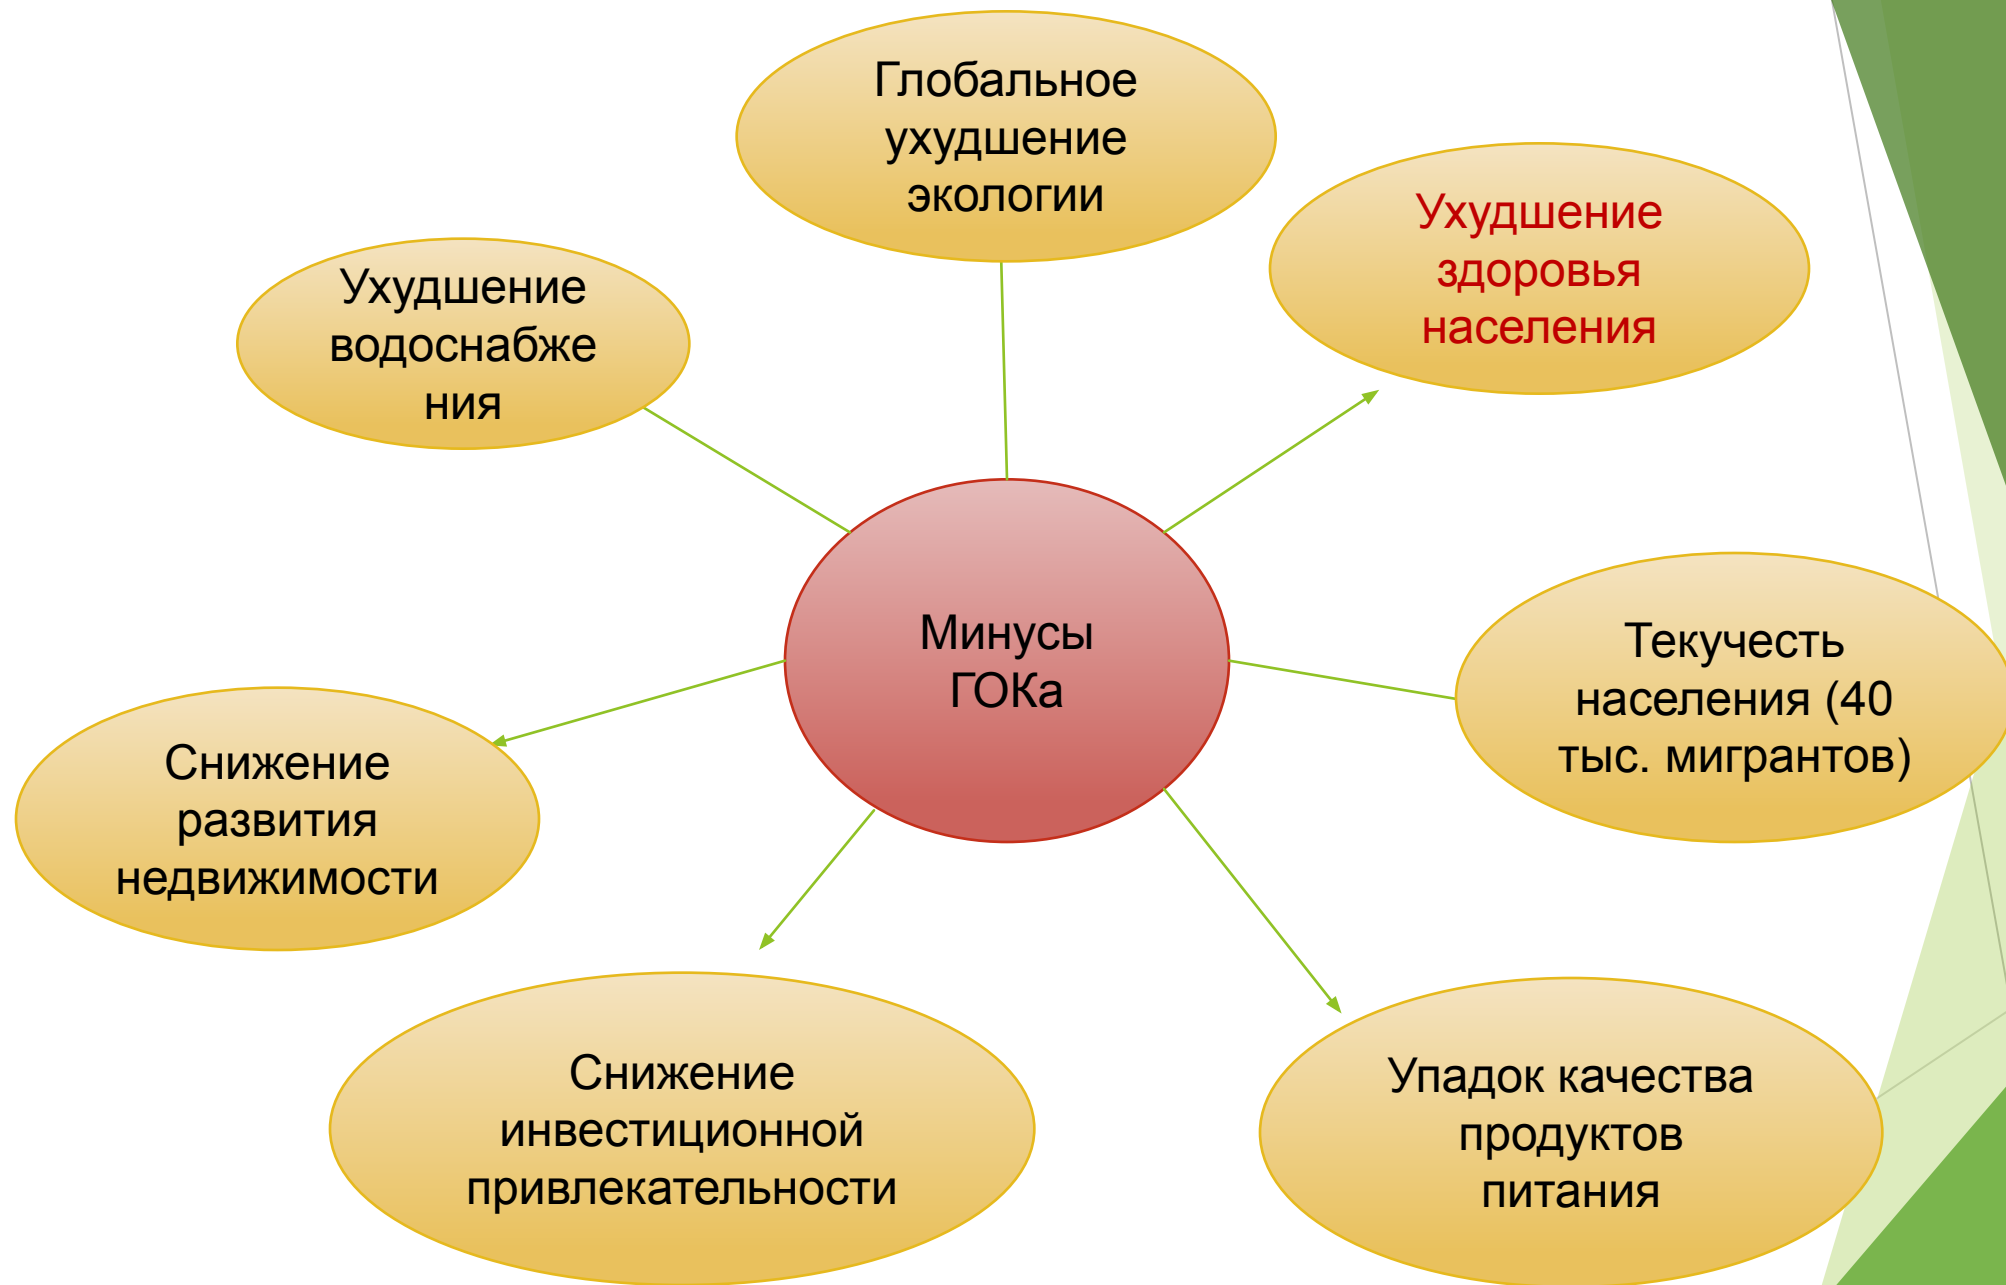 Глобальное
ухудшение
экологии
Ухудшение
здоровья
населения
Ухудшение
водоснабже
ния
Минусы
ГОКа
Текучесть
населения (40
тыс. мигрантов)
Снижение
развития
недвижимости
Снижение
инвестиционной
привлекательности
Упадок качества
продуктов
питания